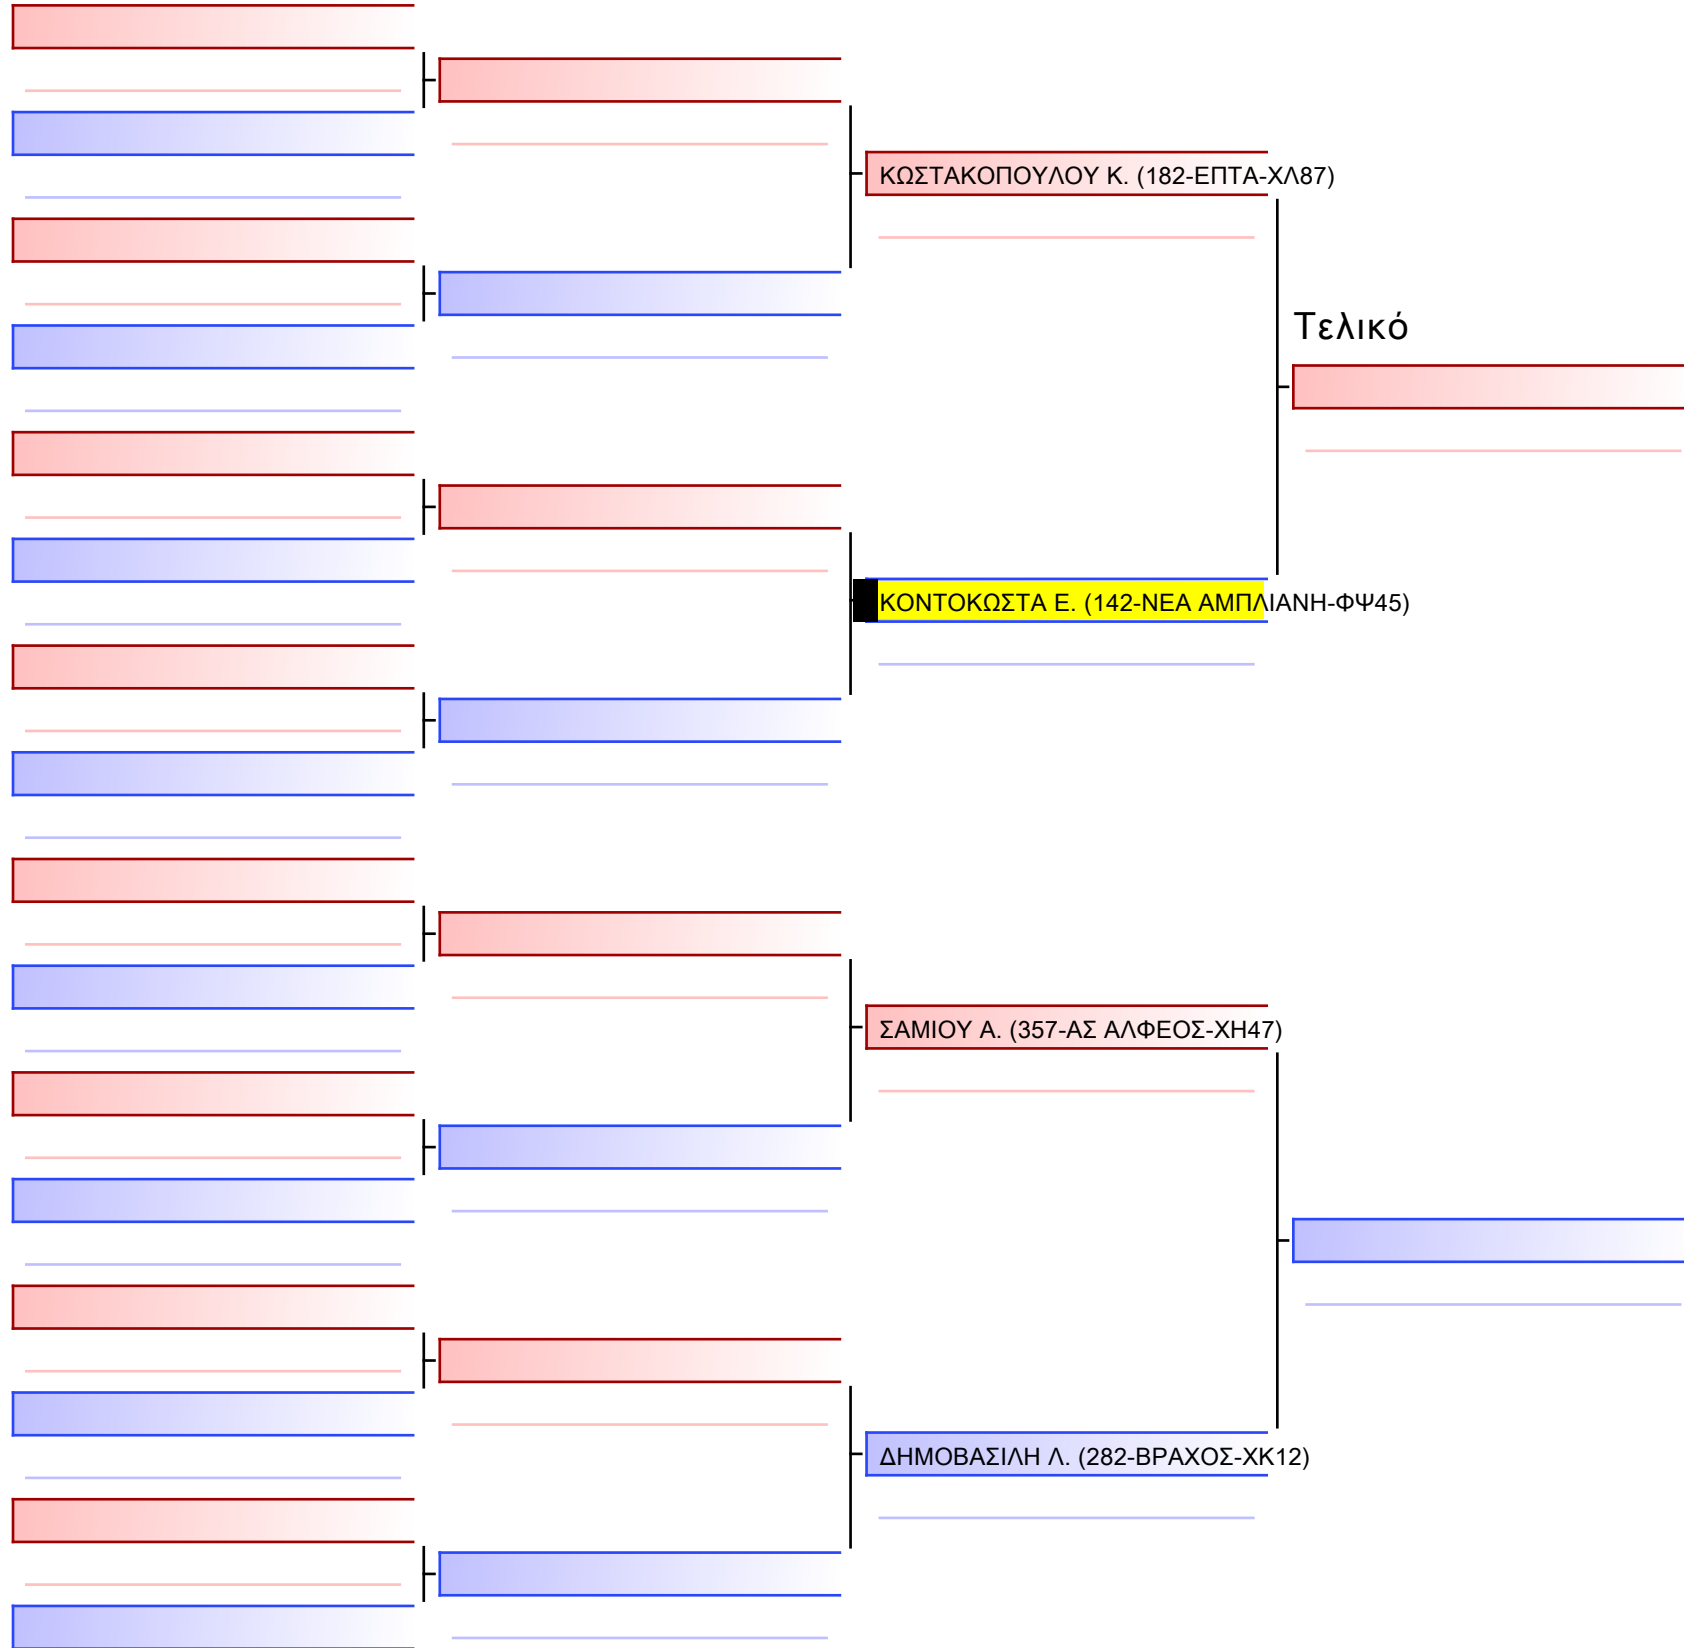 ΚΩΣΤΑΚΟΠΟΥΛΟΥ Κ. (182-ΕΠΤΑ-ΧΛ87)
Τελικό
ΚΟΝΤΟΚΩΣΤΑ Ε. (142-ΝΕΑ ΑΜΠΛΙΑΝΗ-ΦΨ45)
ΣΑΜΙΟΥ Α. (357-ΑΣ ΑΛΦΕΟΣ-ΧΗ47)
ΔΗΜΟΒΑΣΙΛΗ Λ. (282-ΒΡΑΧΟΣ-ΧΚ12)